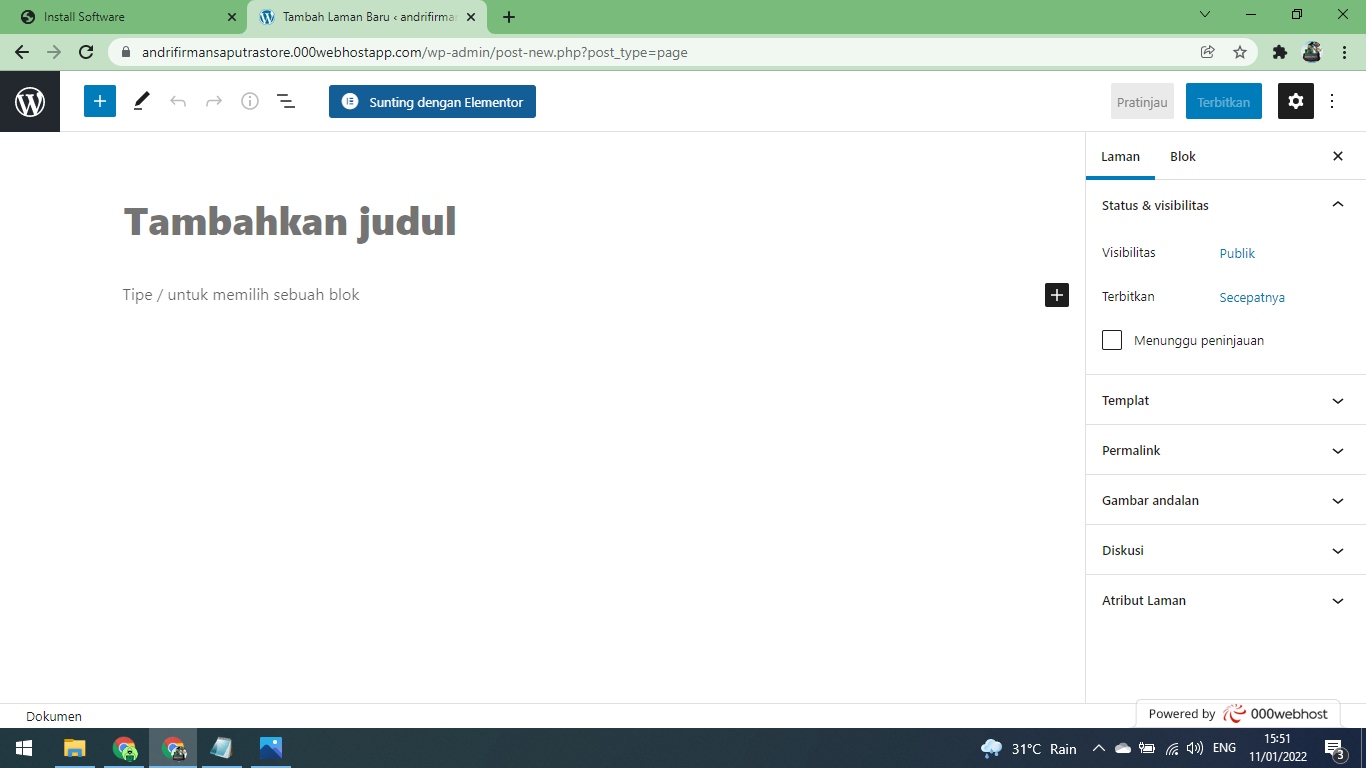 Install Software
Tambah Laman Baru ‹ andrifirma
andrifirmansaputrastore.000webhostapp.com/wp-admin/post-new.php?post_type=page
Sunting dengan Elementor
Pratinjau
Terbitkan
Laman
Blok
Tambahkan judul
Tipe / untuk memilih sebuah blok
Status & visibilitas
Visibilitas
Publik
Terbitkan
Secepatnya
Menunggu peninjauan
Templat
Permalink
Gambar andalan
Diskusi
Atribut Laman
Dokumen
Powered by 000webhost
31°C Rain
ENG
15:51
11/01/2022
3